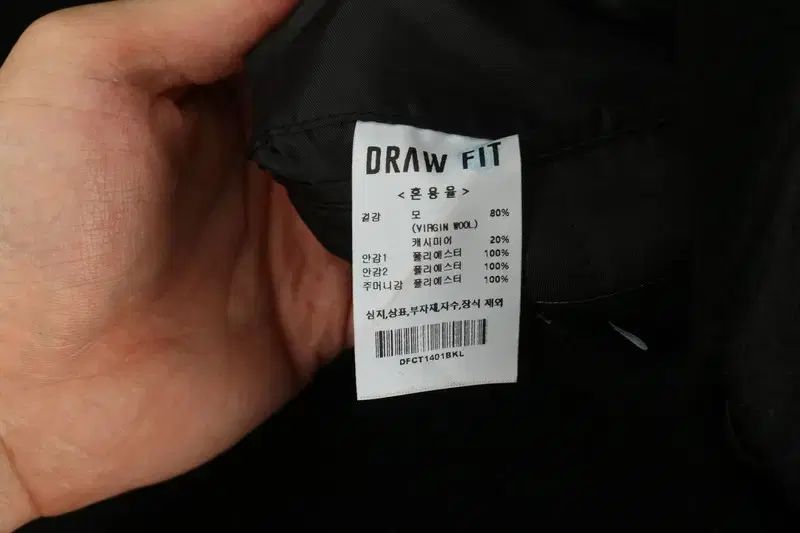 DRAW FIT
<혼용율>
겉감 모 80%
(VIRGIN WOOL)
캐시미어 20%
안감1 폴리에스터 100%
안감2 폴리에스터 100%
주머니감 폴리에스터 100%
심지,상표,부자재,자수,장식 제외
DFCT1401BKL